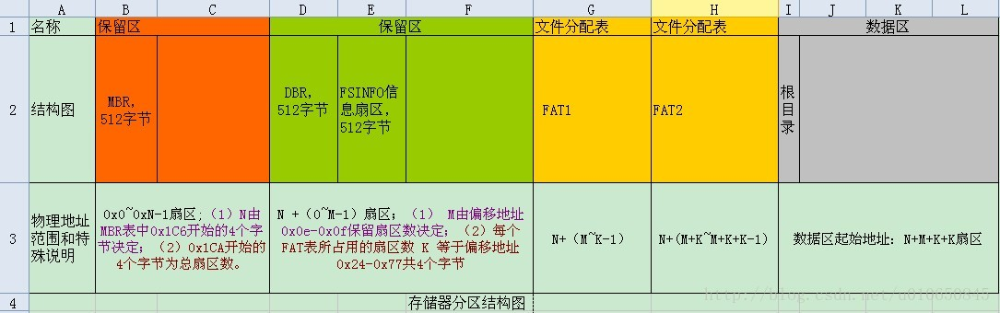 A B C D E F G H I J K L
1 名称 保留区 保留区 文件分配表 文件分配表 数据区
2 结构图
MBR,
512字节
DBR,
512字节
FSINFO信
息扇区,
512字节
FAT1
FAT2
根
目
录
3
物理地址
范围和特
殊说明
0x0~0xN-1扇区;(1)N由
MBR表中0x1C6开始的4个字
节决定;(2)0x1CA开始的
4个字节为总扇区数。
N +(0~M-1)扇区;(1) M由偏移地址
0x0e-0x0f保留扇区数决定;(2)每个
FAT表所占用的扇区数 K 等于偏移地址
0x24-0x77共4个字节
N+(M~K-1)
N+(M+K~M+K+K-1)
数据区起始地址: N+M+K+K扇区
4 存储器分区结构图
http://blog.csdn.net/u010650845